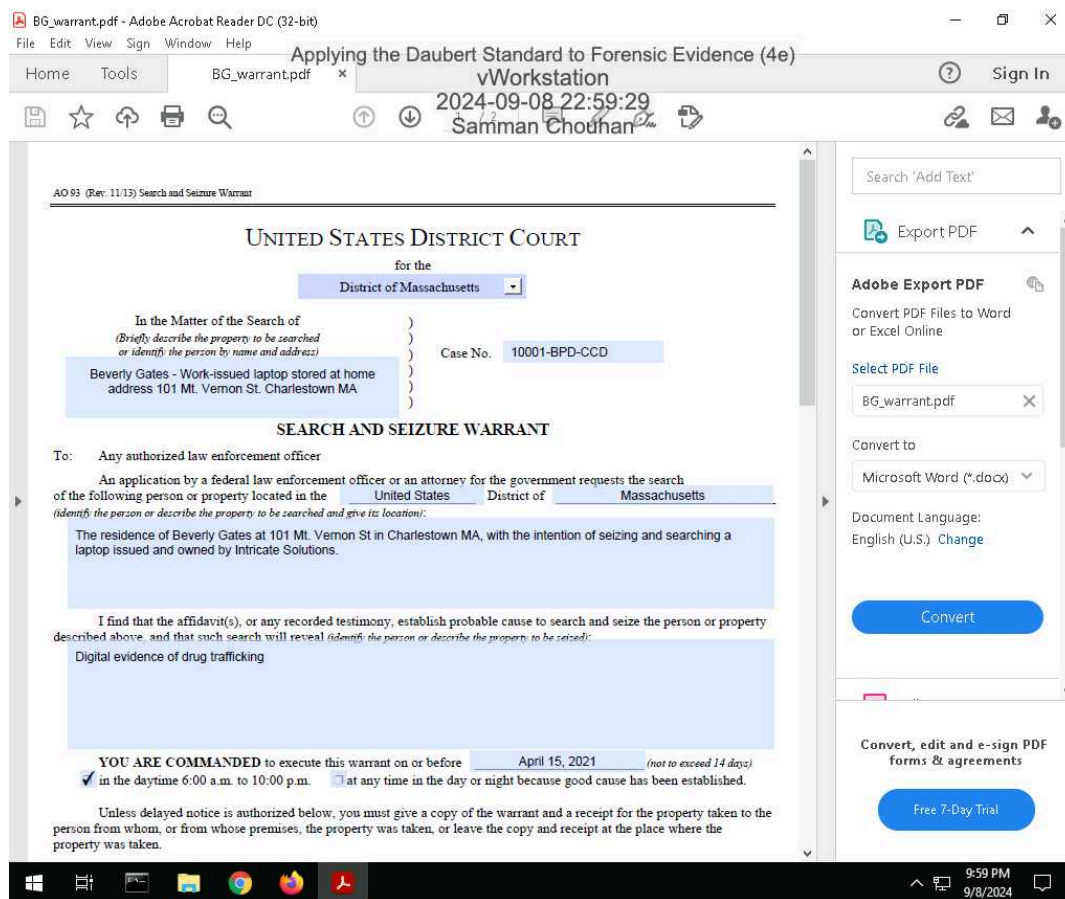 BG_warrant.pdf - Adobe Acrobat Reader DC (32-bit)
File Edit View Sign Window Help
Applying the Daubert Standard to Forensic Evidence (4e)
vWorkstation
2024-09-08 22:59:29
Samman Chouhan
Home Tools BG_warrant.pdf × Sign In
/ 2
AO 93 (Rev. 11/13) Search and Seizure Warrant
UNITED STATES DISTRICT COURT
for the
District of Massachusetts
In the Matter of the Search of )
(Briefly describe the property to be searched )
or identify the person by name and address) ) Case No. 10001-BPD-CCD
Beverly Gates - Work-issued laptop stored at home )
address 101 Mt. Vernon St. Charlestown MA )
)
SEARCH AND SEIZURE WARRANT
To: Any authorized law enforcement officer
An application by a federal law enforcement officer or an attorney for the government requests the search
of the following person or property located in the United States District of Massachusetts
(identify the person or describe the property to be searched and give its location):
The residence of Beverly Gates at 101 Mt. Vernon St in Charlestown MA, with the intention of seizing and searching a
laptop issued and owned by Intricate Solutions.
I find that the affidavit(s), or any recorded testimony, establish probable cause to search and seize the person or property
described above, and that such search will reveal (identify the person or describe the property to be seized):
Digital evidence of drug trafficking
YOU ARE COMMANDED to execute this warrant on or before April 15, 2021 (not to exceed 14 days)
in the daytime 6:00 a.m. to 10:00 p.m. at any time in the day or night because good cause has been established.
Unless delayed notice is authorized below, you must give a copy of the warrant and a receipt for the property taken to the
person from whom, or from whose premises, the property was taken, or leave the copy and receipt at the place where the
property was taken.
Search 'Add Text'
Export PDF
Adobe Export PDF
Convert PDF Files to Word
or Excel Online
Select PDF File
BG_warrant.pdf
Convert to
Microsoft Word (*.docx)
Document Language:
English (U.S.) Change
Convert
Convert, edit and e-sign PDF
forms & agreements
Free 7-Day Trial
9:59 PM
9/8/2024